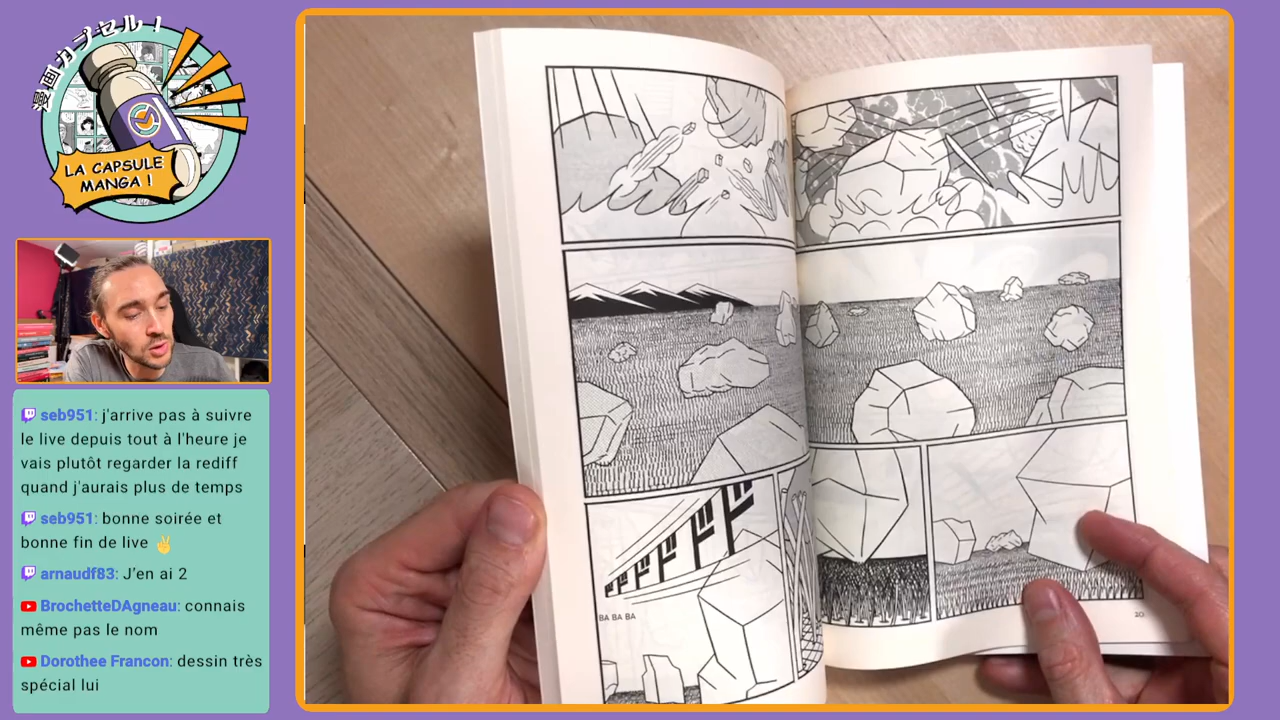 漫画カプセル!
LA CAPSULE
MANGA !
seb951: j'arrive pas à suivre
le live depuis tout à l'heure je
vais plutôt regarder la rediff
quand j'aurais plus de temps
seb951: bonne soirée et
bonne fin de live ✌
arnaudf83: J'en ai 2
BrochetteDAgneau: connais
même pas le nom
Dorothee Francon: dessin très
spécial lui
ドドドド
BA BA BA